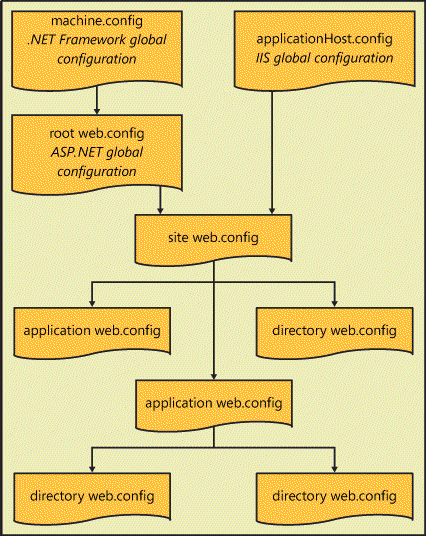 machine.config
.NET Framework global
configuration
applicationHost.config
IIS global configuration
root web.config
ASP.NET global
configuration
site web.config
application web.config
directory web.config
application web.config
directory web.config
directory web.config